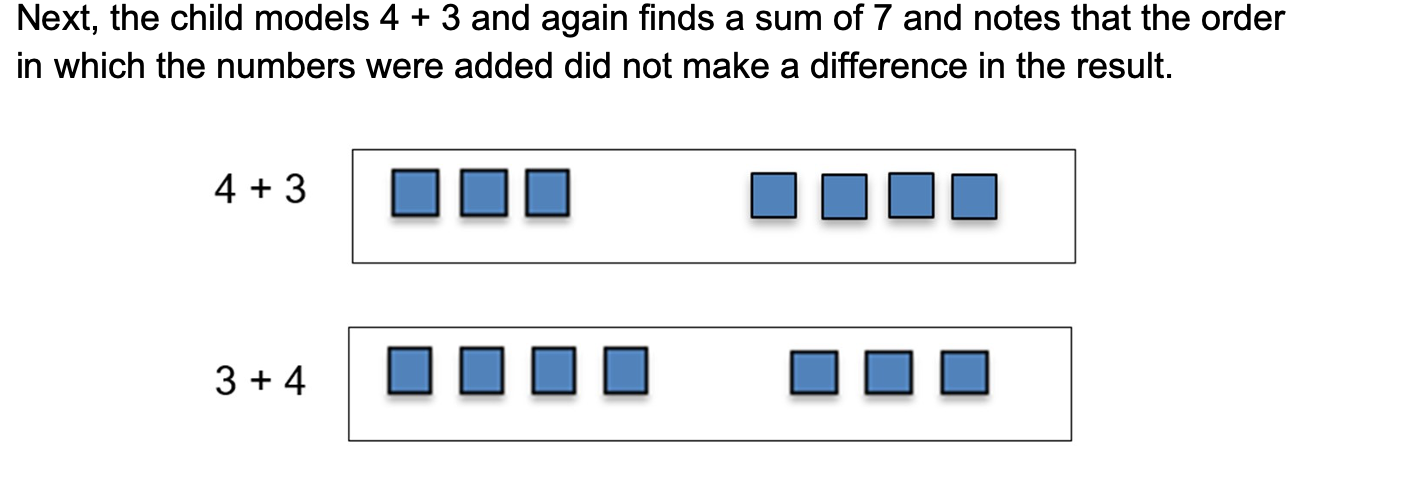 Next, the child models 4 + 3 and again finds a sum of 7 and notes that the order
in which the numbers were added did not make a difference in the result.
4 + 3
3 + 4